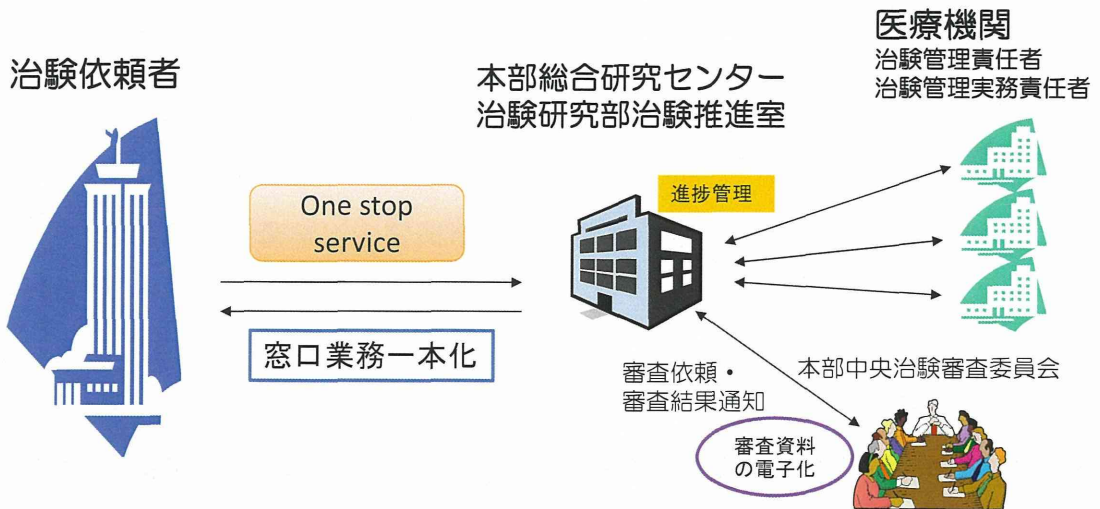 治験依頼者
One stop
service
窓口業務一本化
本部総合研究センター
治験研究部治験推進室
進捗管理
医療機関
治験管理責任者
治験管理実務責任者
審査依頼・
審査結果通知
本部中央治験審査委員会
審査資料
の電子化